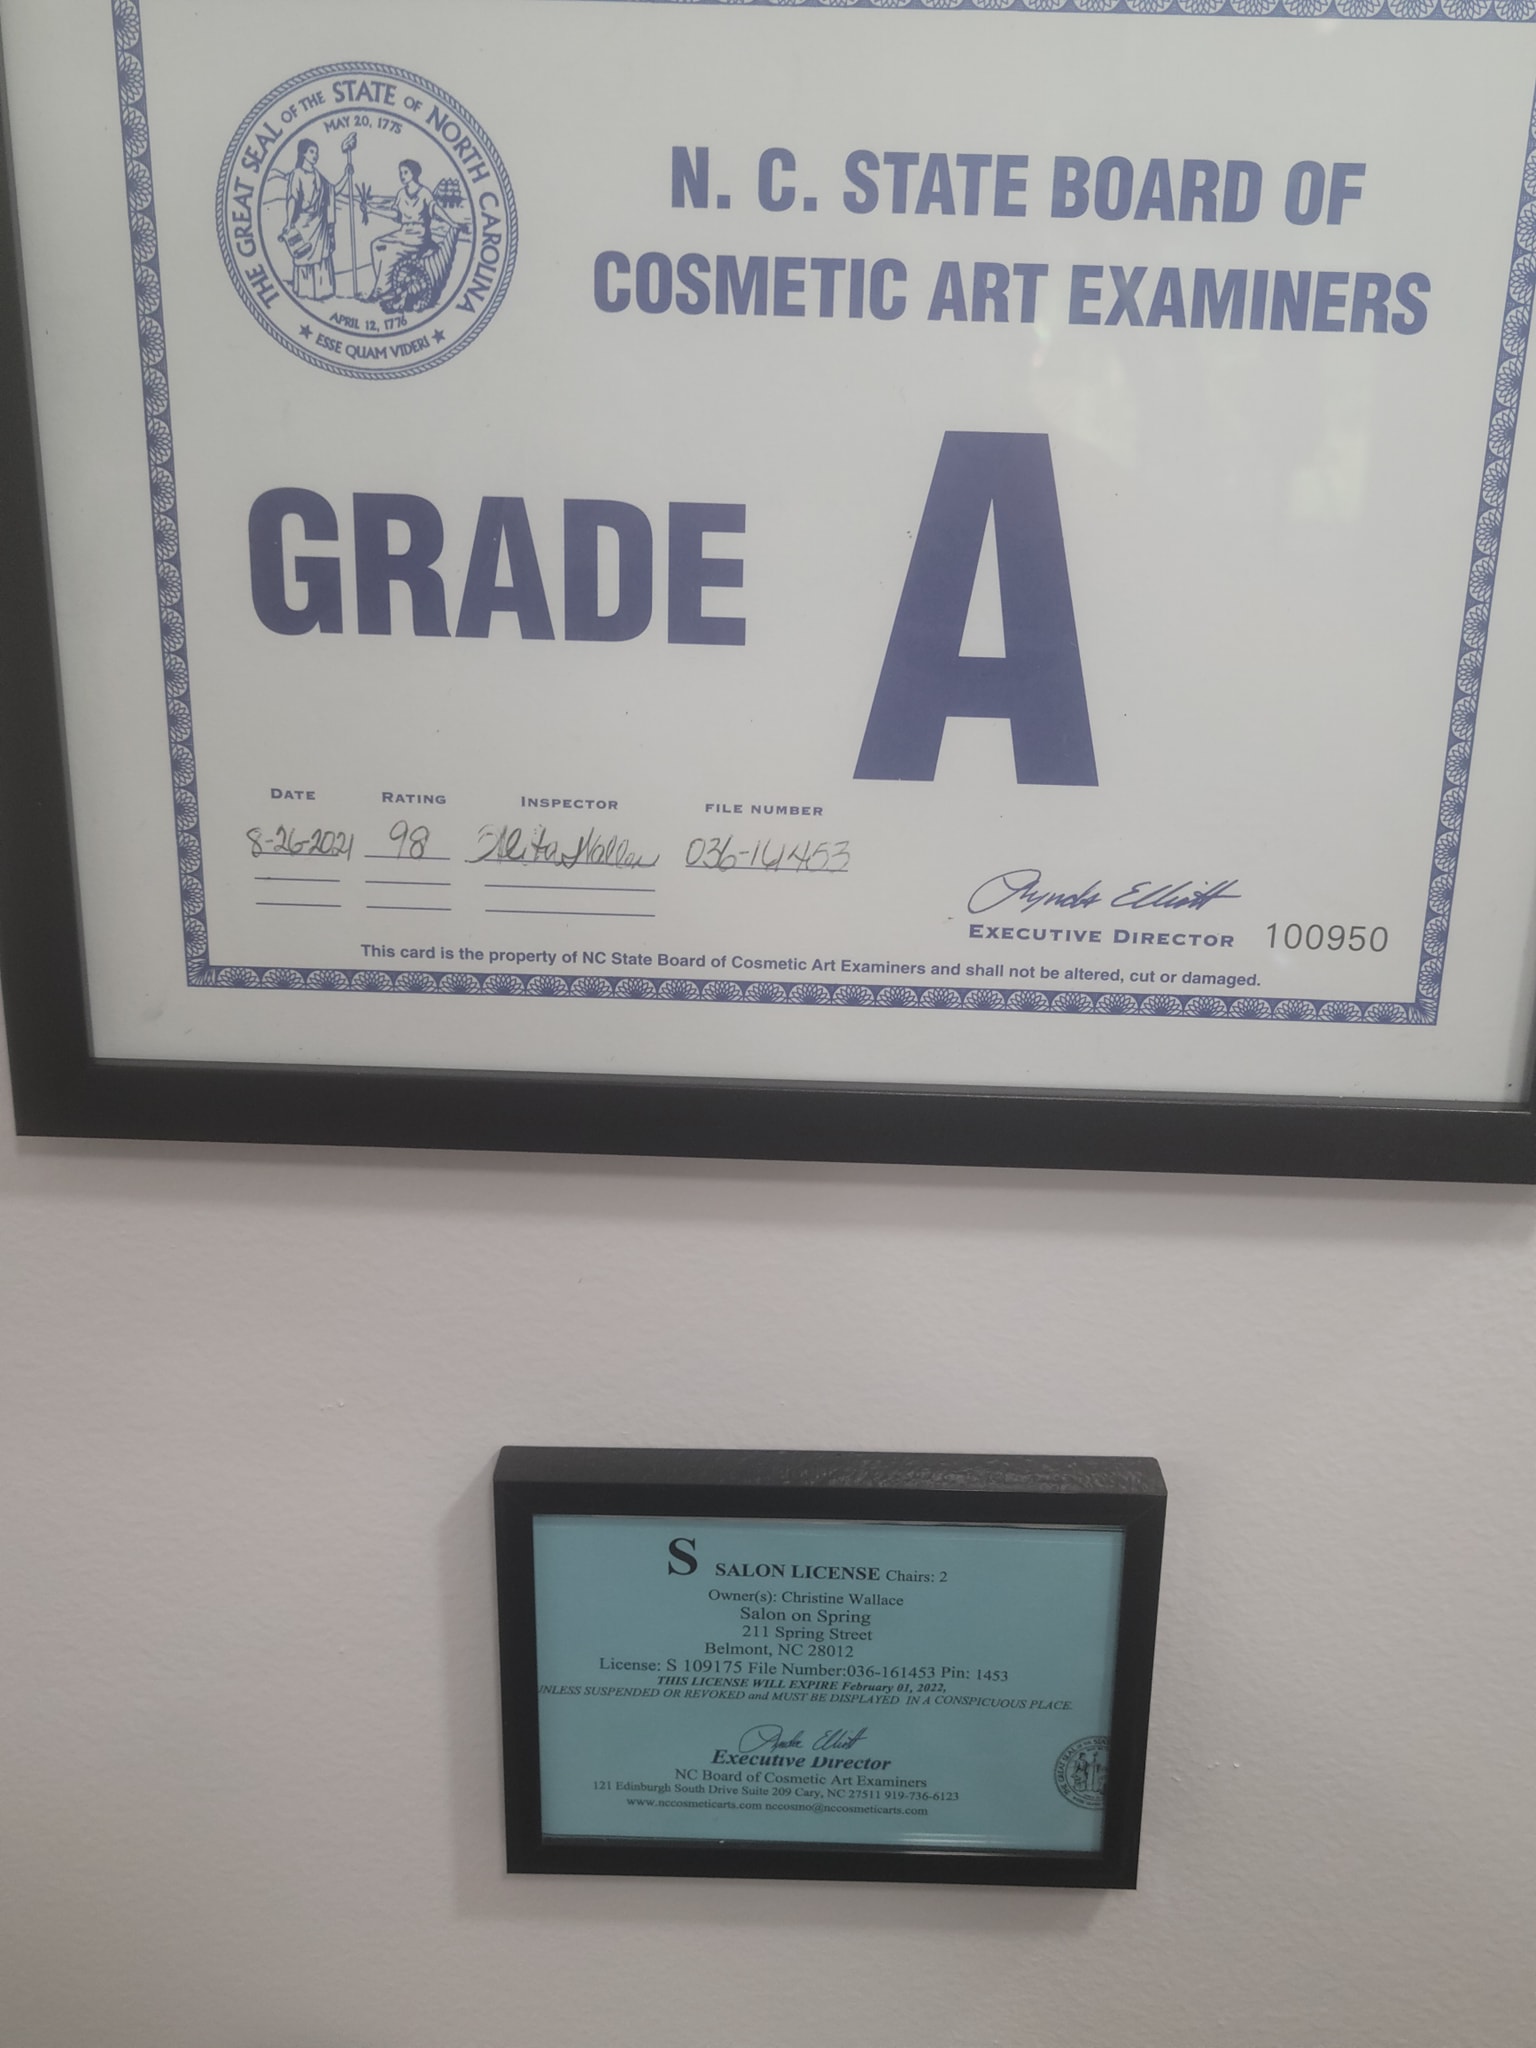 THE GREAT SEAL OF THE STATE OF NORTH CAROLINA
MAY 20, 1775
APRIL 12, 1776
★ ESSE QUAM VIDERI ★
N. C. STATE BOARD OF
COSMETIC ART EXAMINERS
GRADE A
DATE RATING INSPECTOR FILE NUMBER
8-26-2021 98 036-161453
Lynda Elliott
EXECUTIVE DIRECTOR 100950
This card is the property of NC State Board of Cosmetic Art Examiners and shall not be altered, cut or damaged.
S SALON LICENSE Chairs: 2
Owner(s): Christine Wallace
Salon on Spring
211 Spring Street
Belmont, NC 28012
License: S 109175 File Number:036-161453 Pin: 1453
THIS LICENSE WILL EXPIRE February 01, 2022,
UNLESS SUSPENDED OR REVOKED and MUST BE DISPLAYED IN A CONSPICUOUS PLACE.
Lynda Elliott
Executive Director
NC Board of Cosmetic Art Examiners
121 Edinburgh South Drive Suite 209 Cary, NC 27511 919-736-6123
www.nccosmeticarts.com nccosmo@nccosmeticarts.com